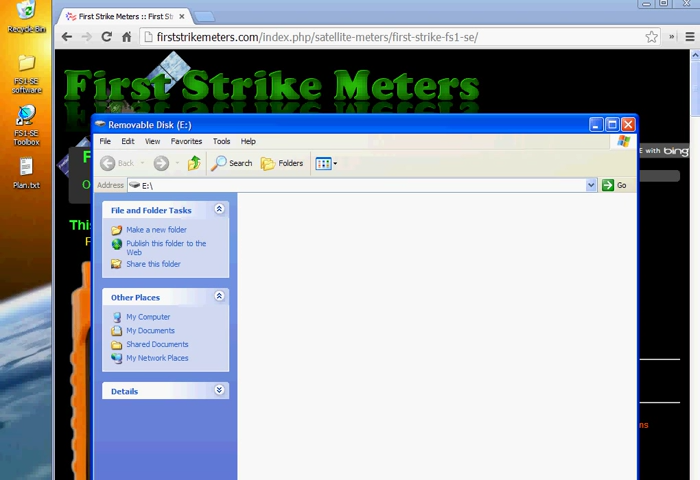 Recycle Bin
FS1-SE
software
FS1-SE
Toolbox
Plan.txt
First Strike Meters :: First St
firststrikemeters.com/index.php/satellite-meters/first-strike-fs1-se/
First Strike Meters
E with bing
Removable Disk (E:)
File Edit View Favorites Tools Help
Back Search Folders
Address E:\ Go
File and Folder Tasks
Make a new folder
Publish this folder to the
Web
Share this folder
Other Places
My Computer
My Documents
Shared Documents
My Network Places
Details
F
O
Thi
F
ns